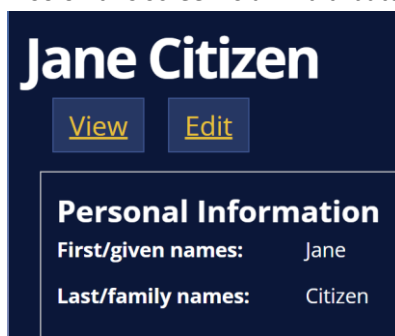 Jane Citizen
View Edit
Personal Information
First/given names: Jane
Last/family names: Citizen